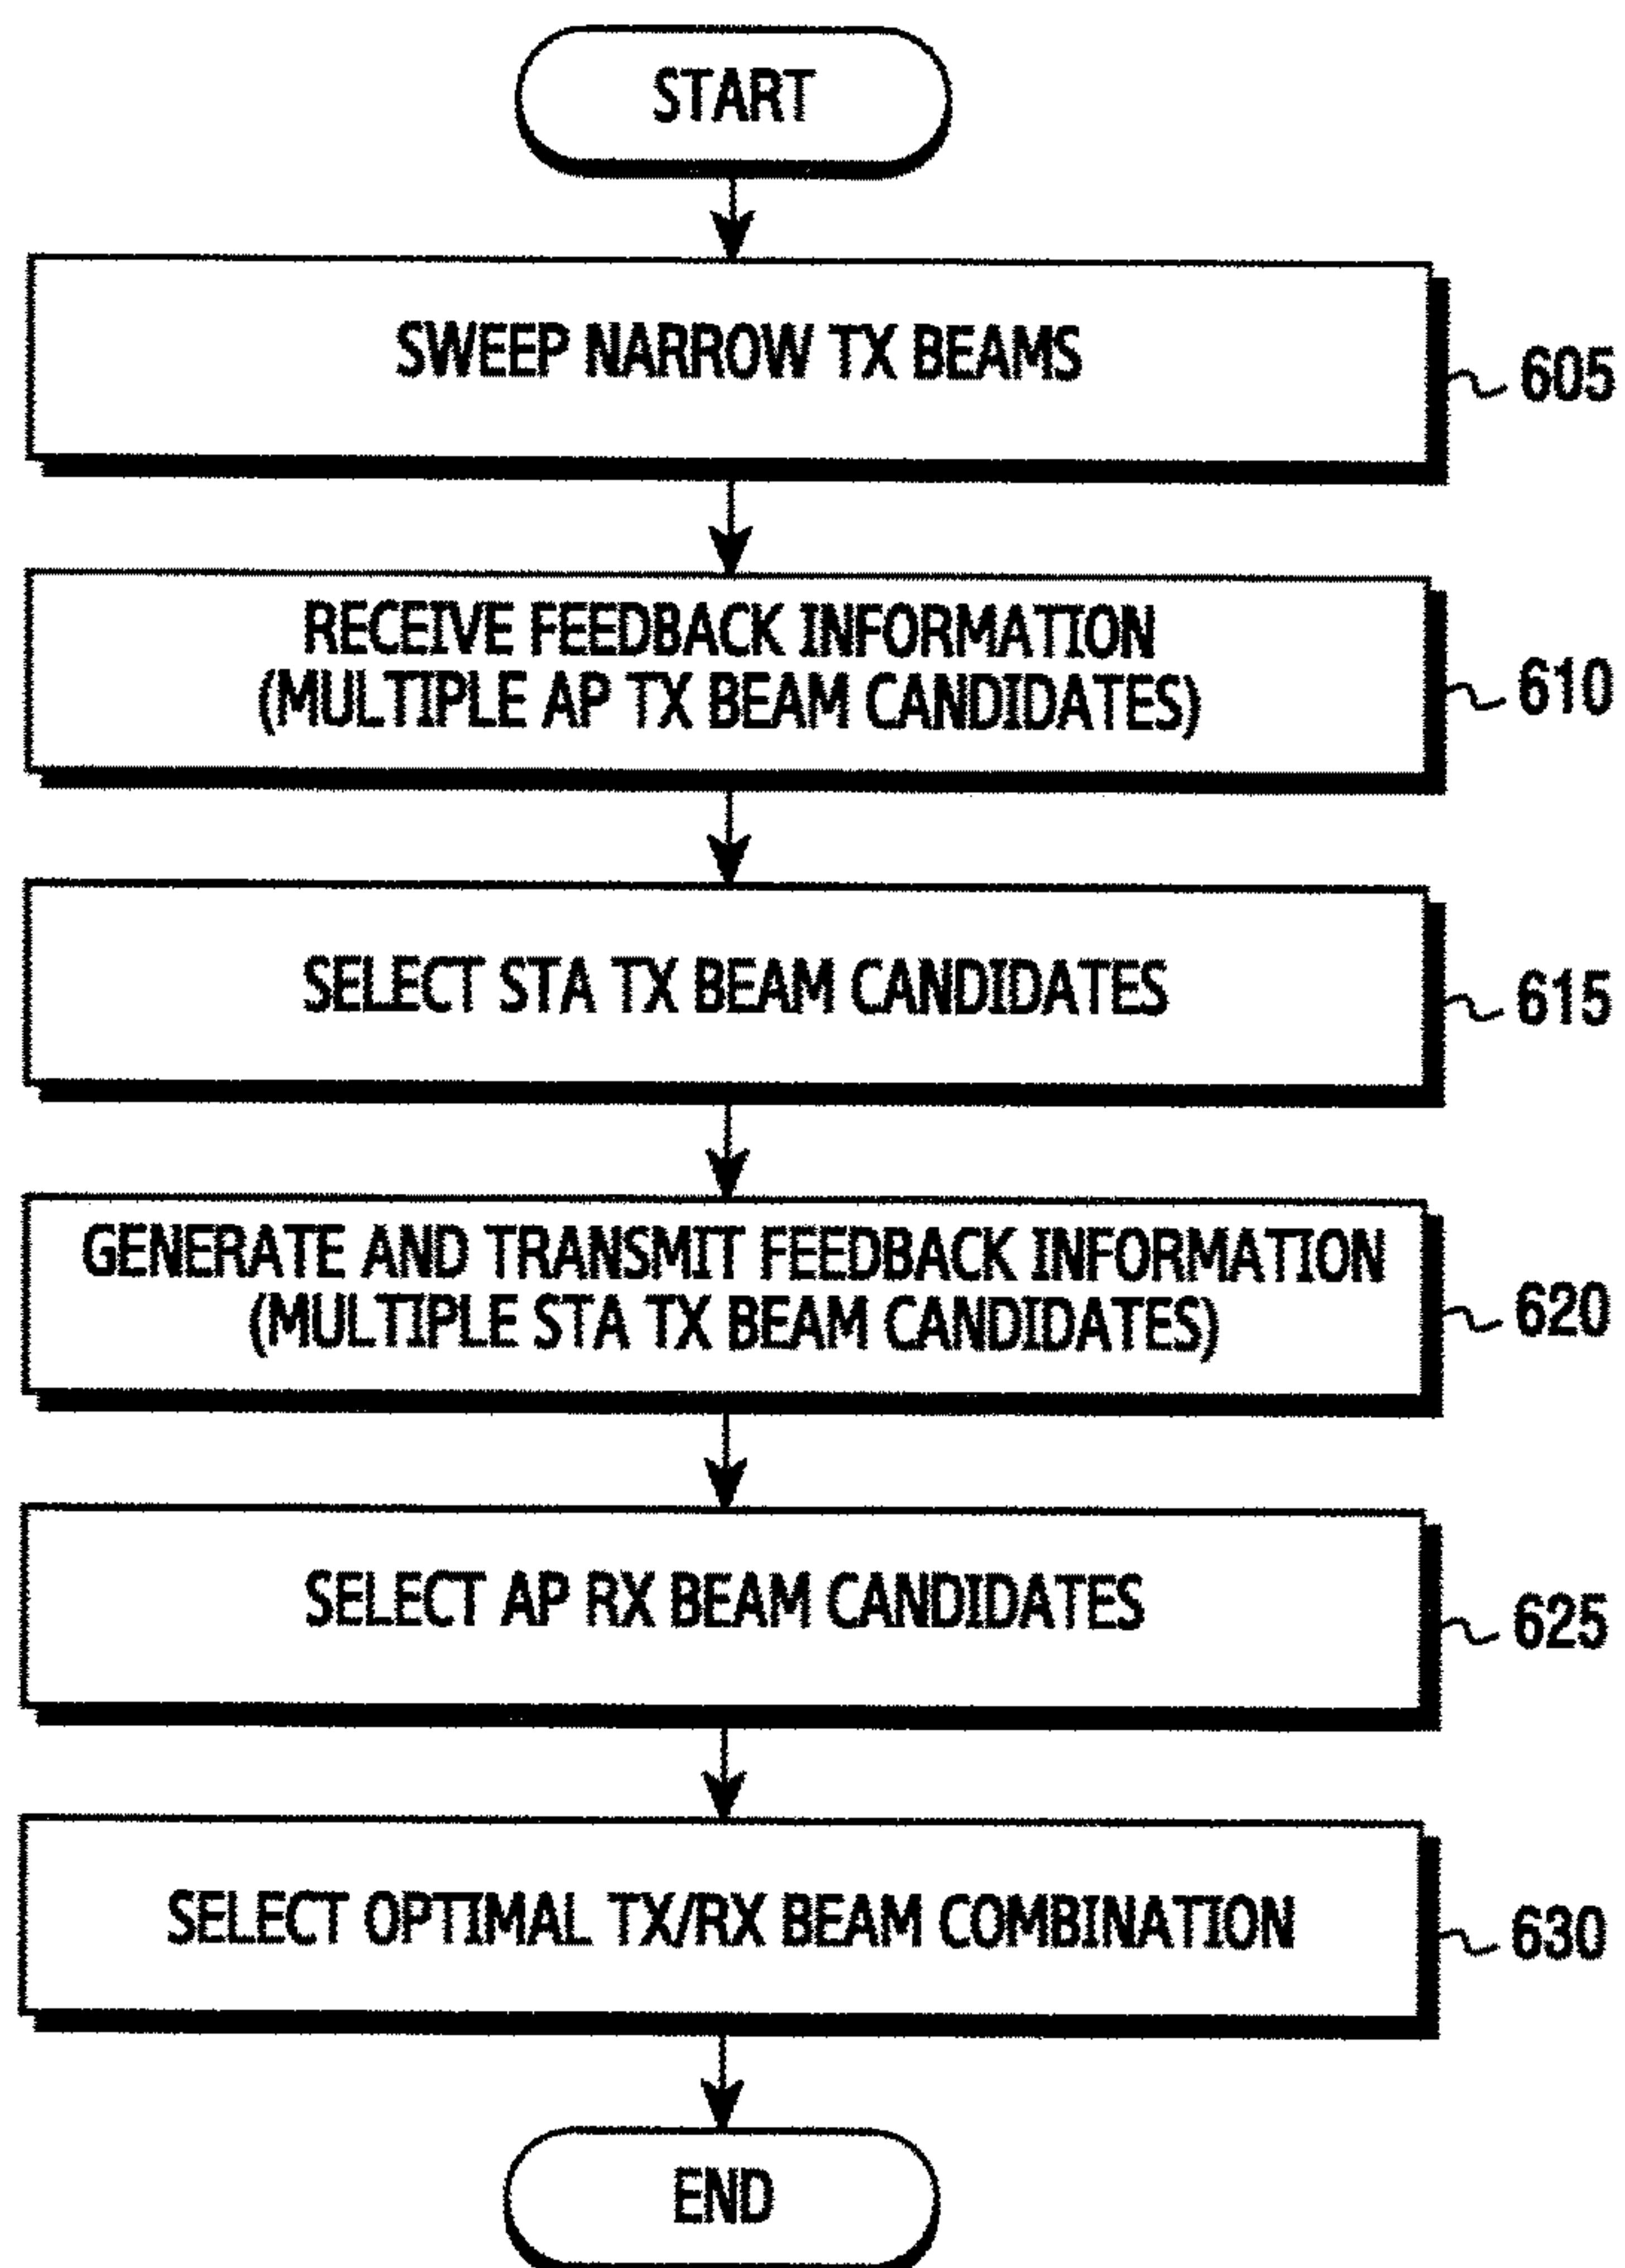 START
SWEEP NARROW TX BEAMS
605
RECEIVE FEEDBACK INFORMATION
(MULTIPLE AP TX BEAM CANDIDATES)
610
SELECT STA TX BEAM CANDIDATES
615
GENERATE AND TRANSMIT FEEDBACK INFORMATION
(MULTIPLE STA TX BEAM CANDIDATES)
620
SELECT AP RX BEAM CANDIDATES
625
SELECT OPTIMAL TX/RX BEAM COMBINATION
630
END